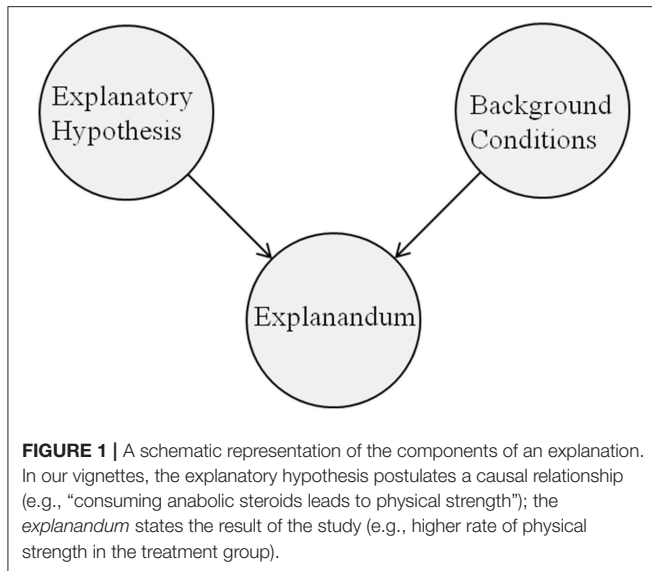 Explanatory
Hypothesis
Background
Conditions
Explanandum
FIGURE 1 | A schematic representation of the components of an explanation.
In our vignettes, the explanatory hypothesis postulates a causal relationship
(e.g., “consuming anabolic steroids leads to physical strength”); the
explanandum states the result of the study (e.g., higher rate of physical
strength in the treatment group).